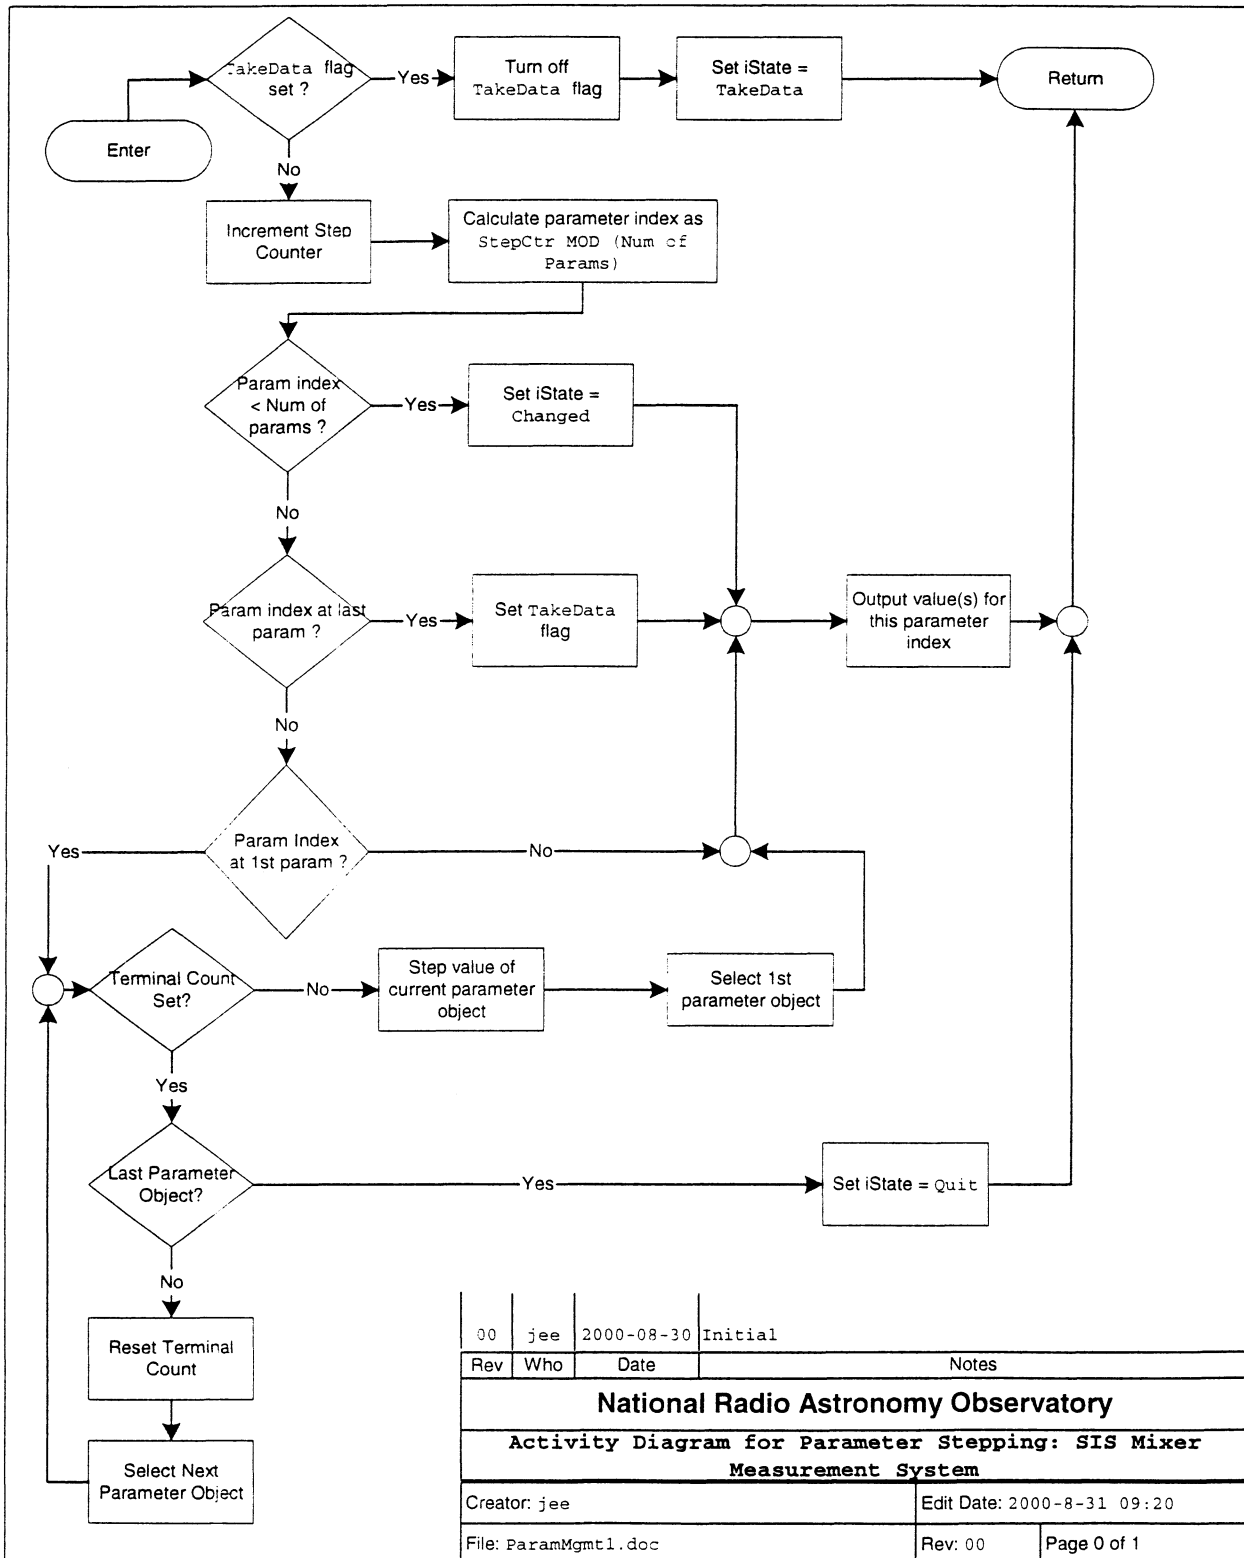 TakeData flag
set ?
Yes
Turn off
TakeData flag
Set iState =
TakeData
Return
Enter
No
Increment Step
Counter
Calculate parameter index as
StepCtr MOD (Num of
Params)
Param index
< Num of
params ?
Yes
Set iState =
Changed
No
Param index at last
param ?
Yes
Set TakeData
flag
Output value(s) for
this parameter
index
No
Param Index
at 1st param ?
Yes
No
Terminal Count
Set?
No
Step value of
current parameter
object
Select 1st
parameter object
Yes
Last Parameter
Object?
Yes
Set iState = Quit
No
Reset Terminal
Count
Select Next
Parameter Object
00 jee 2000-08-30 Initial
Rev Who Date Notes
National Radio Astronomy Observatory
Activity Diagram for Parameter Stepping: SIS Mixer
Measurement System
Creator: jee Edit Date: 2000-8-31 09:20
File: ParamMgmt1.doc Rev: 00 Page 0 of 1